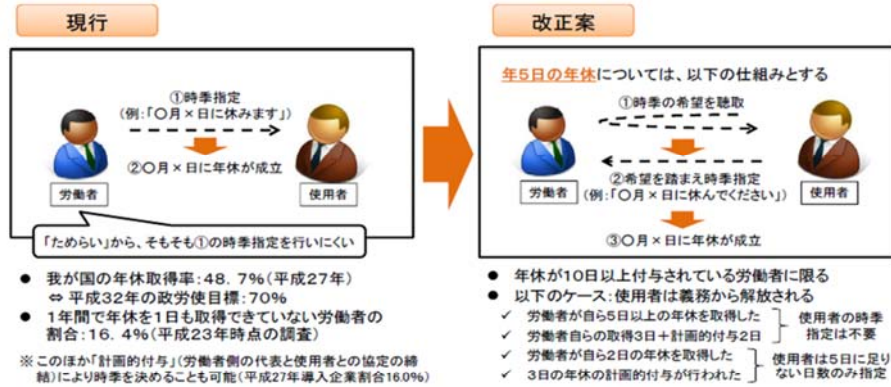 現行
①時季指定
(例:「〇月×日に休みます」)
②〇月×日に年休が成立
労働者
使用者
「ためらい」から、そもそも①の時季指定を行いにくい
● 我が国の年休取得率:48.7%(平成27年)
⇔ 平成32年の政労使目標:70%
● 1年間で年休を1日も取得できていない労働者の
割合:16.4%(平成23年時点の調査)
※ このほか「計画的付与」(労働者側の代表と使用者との協定の締
結)により時季を決めることも可能(平成27年導入企業割合16.0%)
改正案
年5日の年休については、以下の仕組みとする
①時季の希望を聴取
②希望を踏まえ時季指定
(例:「〇月×日に休んでください」)
労働者
使用者
③〇月×日に年休が成立
● 年休が10日以上付与されている労働者に限る
● 以下のケース:使用者は義務から解放される
✓ 労働者が自ら5日以上の年休を取得した
✓ 労働者自らの取得3日+計画的付与2日
使用者の時季
指定は不要
✓ 労働者が自ら2日の年休を取得した
✓ 3日の年休の計画的付与が行われた
使用者は5日に足り
ない日数のみ指定